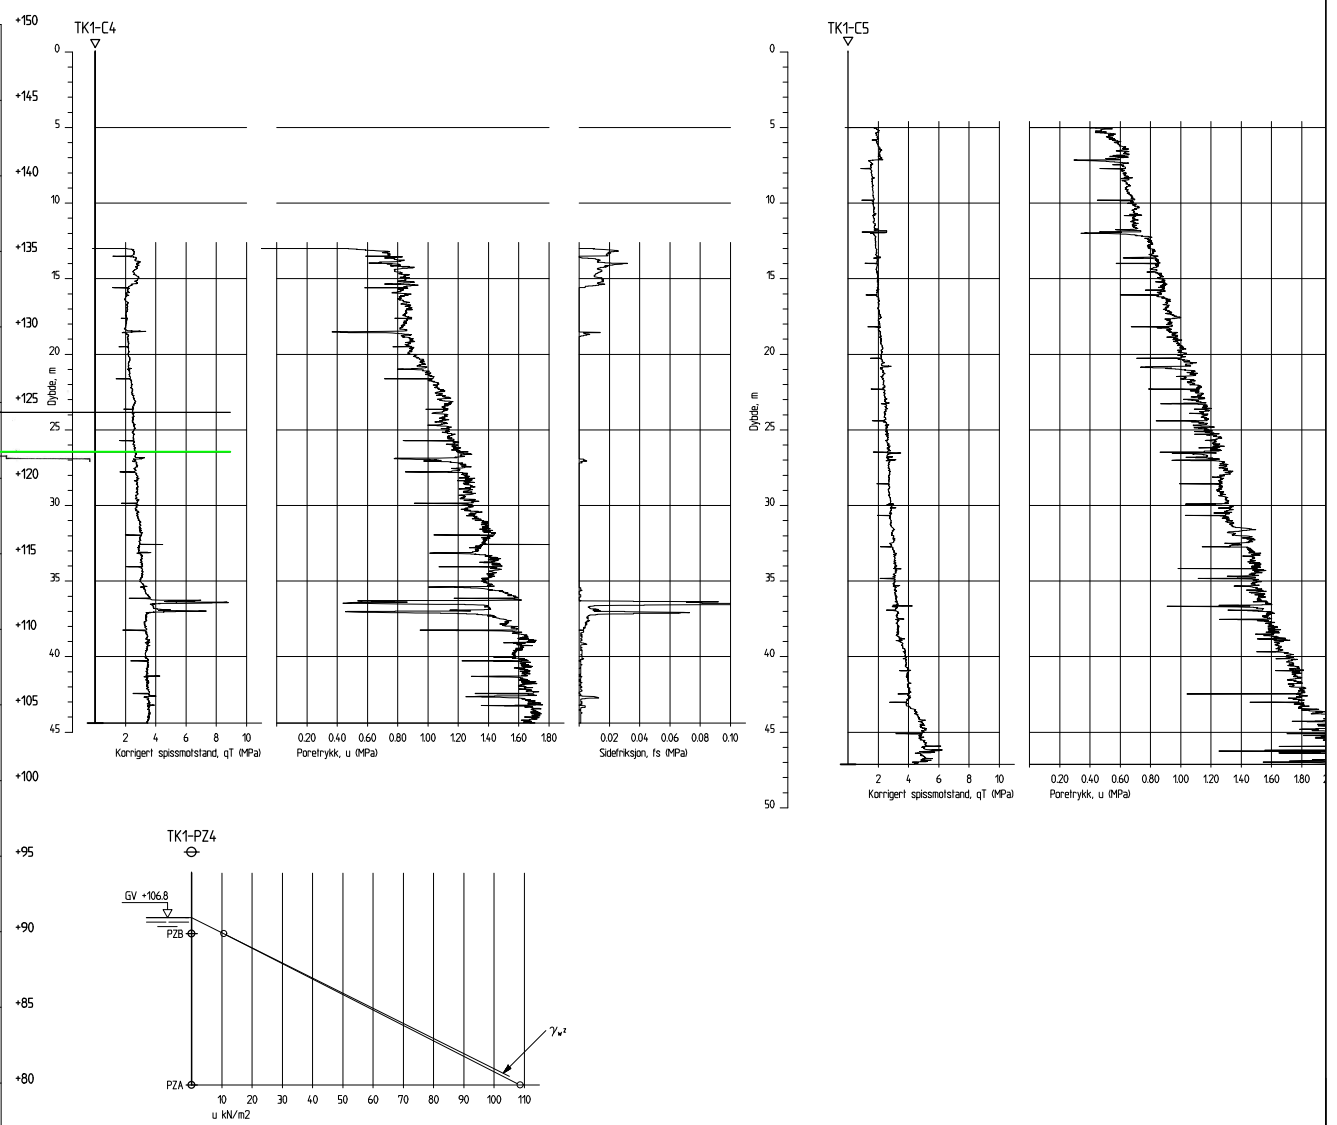 +150
+145
+140
+135
+130
+125
+120
+115
+110
+105
+100
+95
+90
+85
+80
TK1-C4
0
5
10
15
20
25
30
35
40
45
Dybde, m
2 4 6 8 10
Korrigert spissmotstand, qT (MPa)
0.20 0.40 0.60 0.80 1.00 1.20 1.40 1.60 1.80
Poretrykk, u (MPa)
0.02 0.04 0.06 0.08 0.10
Sidefriksjon, fs (MPa)
TK1-C5
0
5
10
15
20
25
30
35
40
45
50
Dybde, m
2 4 6 8 10
Korrigert spissmotstand, qT (MPa)
0.20 0.40 0.60 0.80 1.00 1.20 1.40 1.60 1.80
Poretrykk, u (MPa)
TK1-PZ4
GV +106.8
PZB
PZA
γwz
10 20 30 40 50 60 70 80 90 100 110
u kN/m2